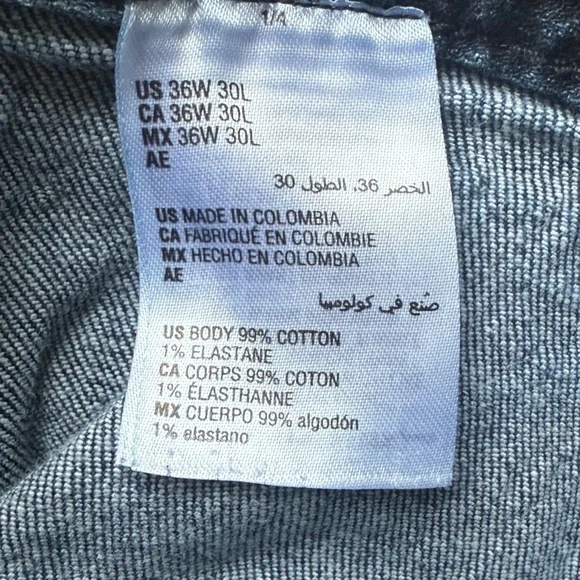 1/4
US 36W 30L
CA 36W 30L
MX 36W 30L
AE
الخصر 36، الطول 30
US MADE IN COLOMBIA
CA FABRIQUÉ EN COLOMBIE
MX HECHO EN COLOMBIA
AE
صُنع في كولومبيا
US BODY 99% COTTON
1% ELASTANE
CA CORPS 99% COTON
1% ÉLASTHANNE
MX CUERPO 99% algodón
1% elastano